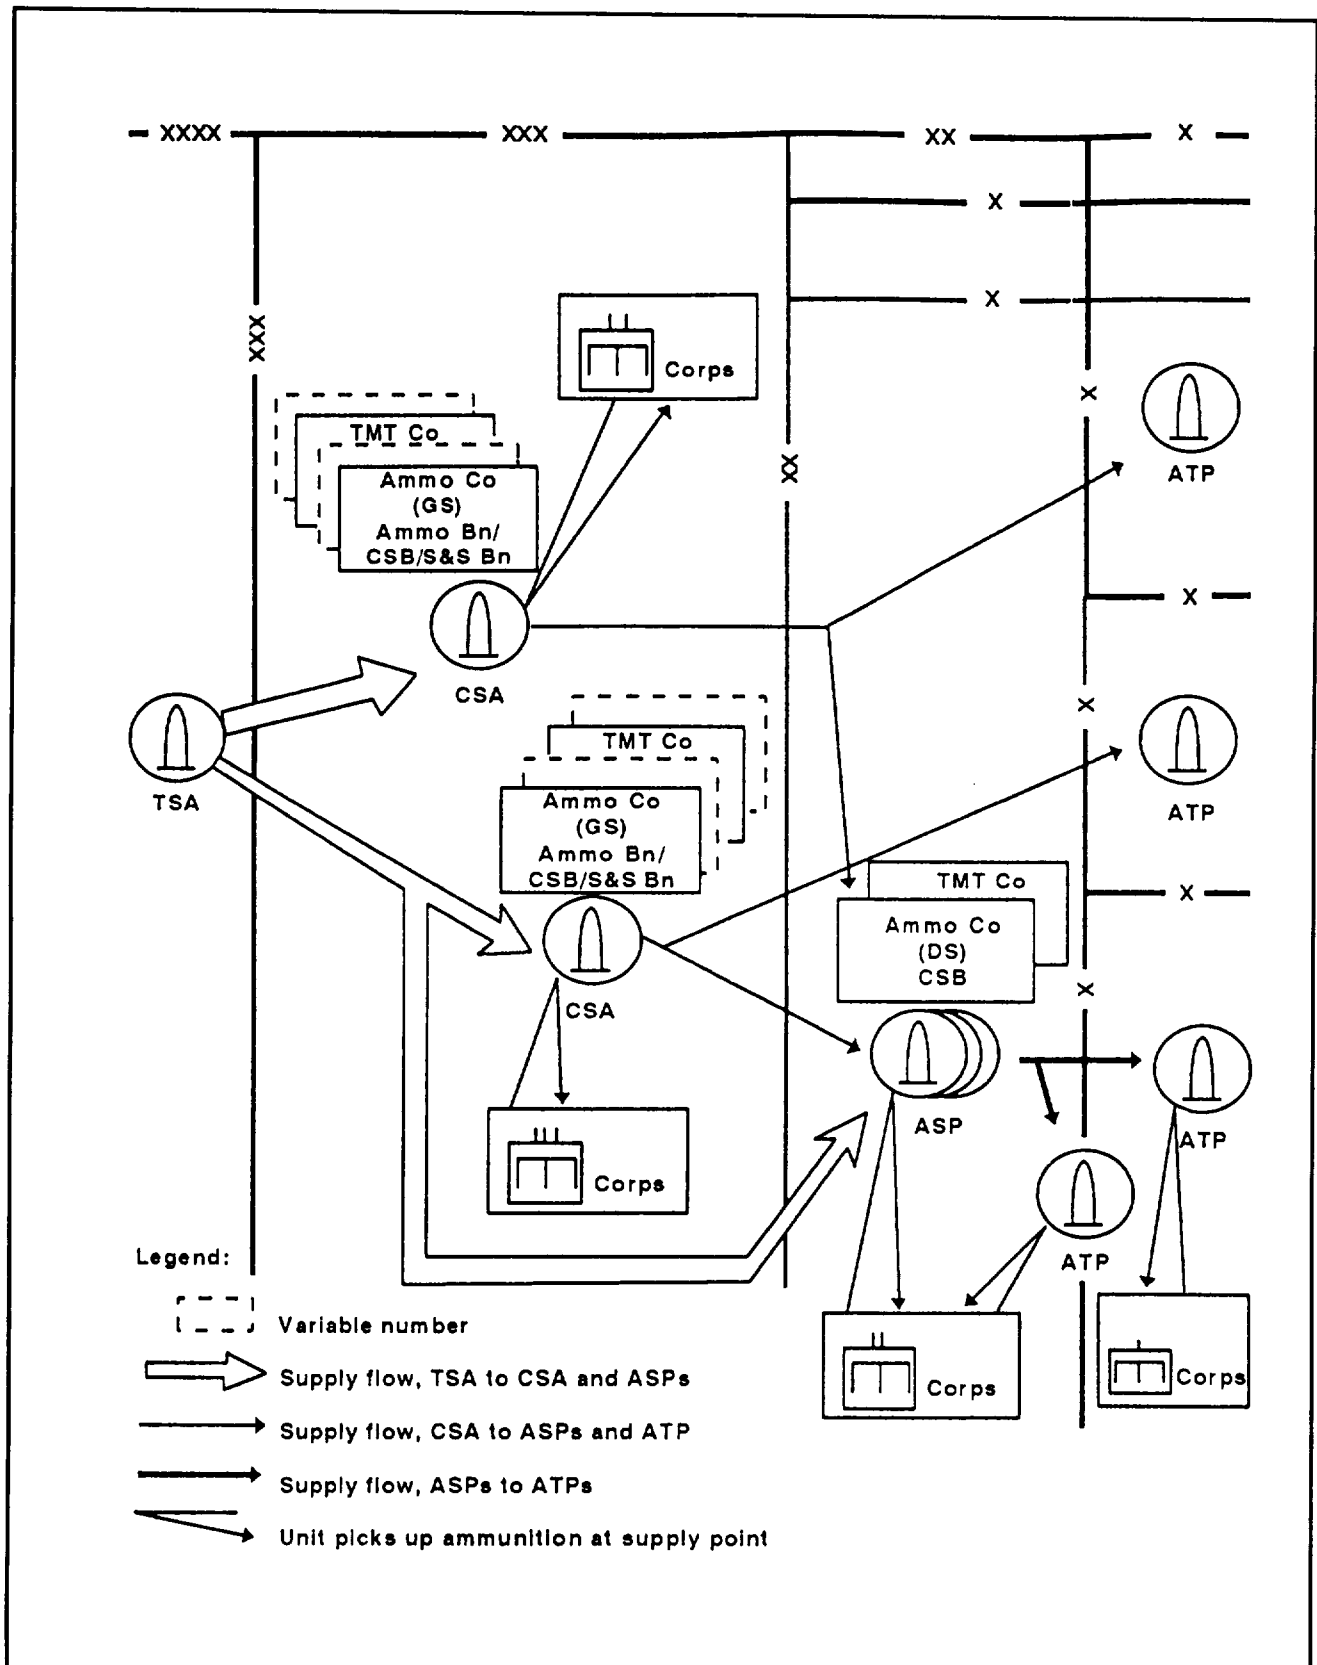 XXXX
XXX
XX
X
X
X
XXX
Corps
X
TMT Co
XX
ATP
Ammo Co
(GS)
Ammo Bn/
CSB/S&S Bn
X
CSA
X
TMT Co
TSA
ATP
Ammo Co
(GS)
Ammo Bn/
CSB/S&S Bn
TMT Co
X
Ammo Co
(DS)
CSB
X
CSA
ASP
ATP
Corps
ATP
Corps
Corps
Legend:
Variable number
Supply flow, TSA to CSA and ASPs
Supply flow, CSA to ASPs and ATP
Supply flow, ASPs to ATPs
Unit picks up ammunition at supply point